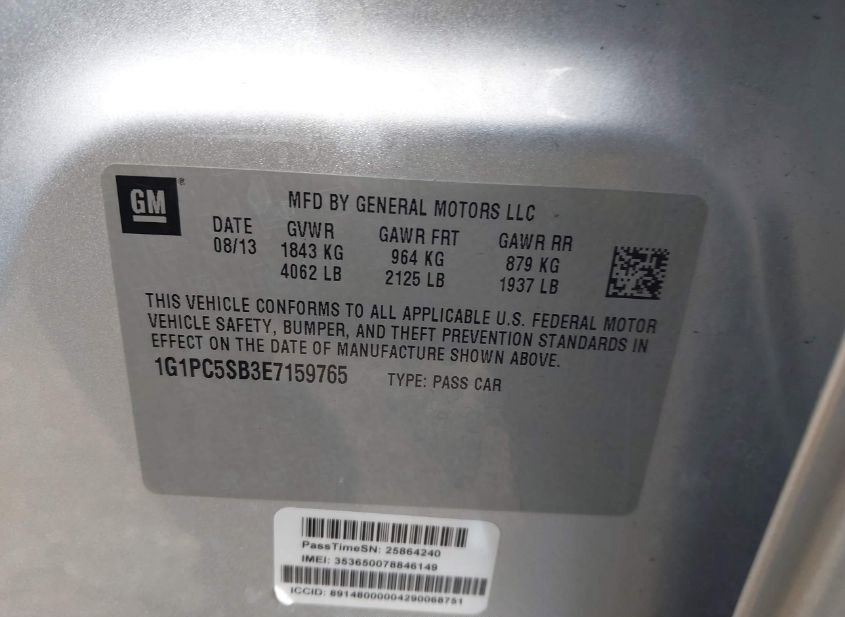 GM®
MFD BY GENERAL MOTORS LLC
DATE GVWR GAWR FRT GAWR RR
08/13 1843 KG 964 KG 879 KG
4062 LB 2125 LB 1937 LB
THIS VEHICLE CONFORMS TO ALL APPLICABLE U.S. FEDERAL MOTOR
VEHICLE SAFETY, BUMPER, AND THEFT PREVENTION STANDARDS IN
EFFECT ON THE DATE OF MANUFACTURE SHOWN ABOVE.
1G1PC5SB3E7159765 TYPE: PASS CAR
PassTimeSN: 25864240
IMEI: 353650078846149
ICCID: 89148000004290068751